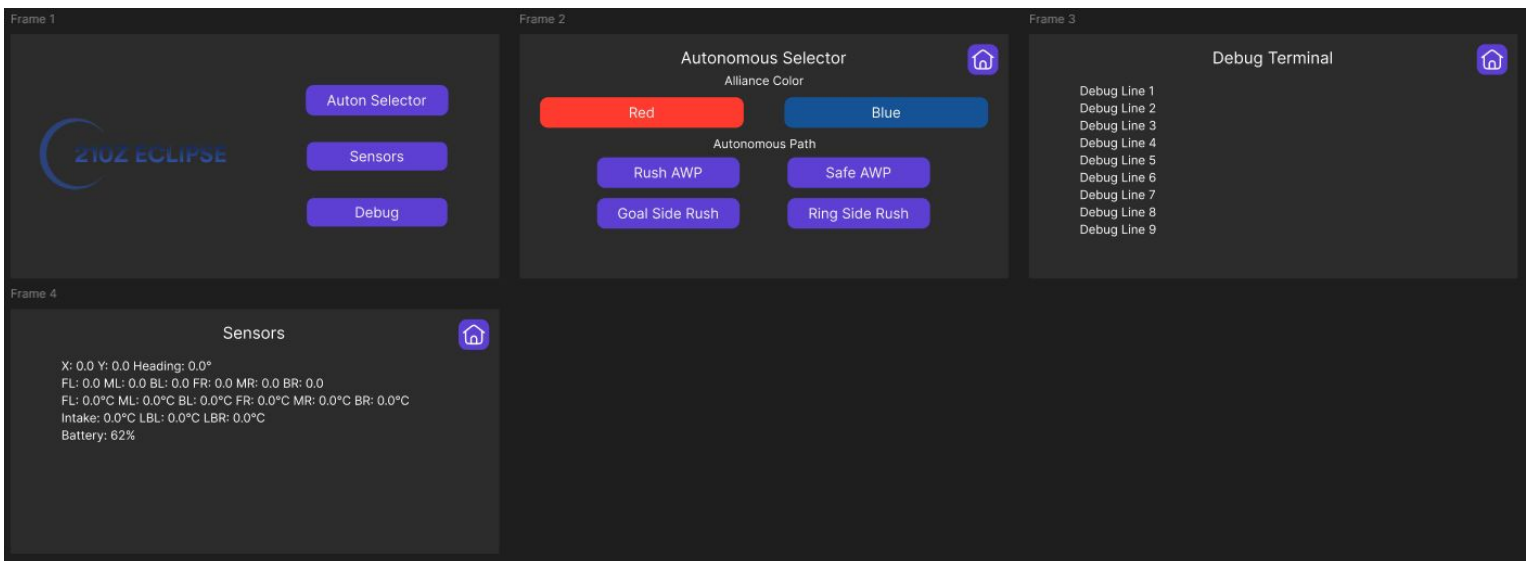 Frame 1
2102 ECLIPSE
Auton Selector
Sensors
Debug
Frame 2
Autonomous Selector
Alliance Color
Red
Blue
Autonomous Path
Rush AWP
Safe AWP
Goal Side Rush
Ring Side Rush
Frame 3
Debug Terminal
Debug Line 1
Debug Line 2
Debug Line 3
Debug Line 4
Debug Line 5
Debug Line 6
Debug Line 7
Debug Line 8
Debug Line 9
Frame 4
Sensors
X: 0.0 Y: 0.0 Heading: 0.0°
FL: 0.0 ML: 0.0 BL: 0.0 FR: 0.0 MR: 0.0 BR: 0.0
FL: 0.0°C ML: 0.0°C BL: 0.0°C FR: 0.0°C MR: 0.0°C BR: 0.0°C
Intake: 0.0°C LBL: 0.0°C LBR: 0.0°C
Battery: 62%